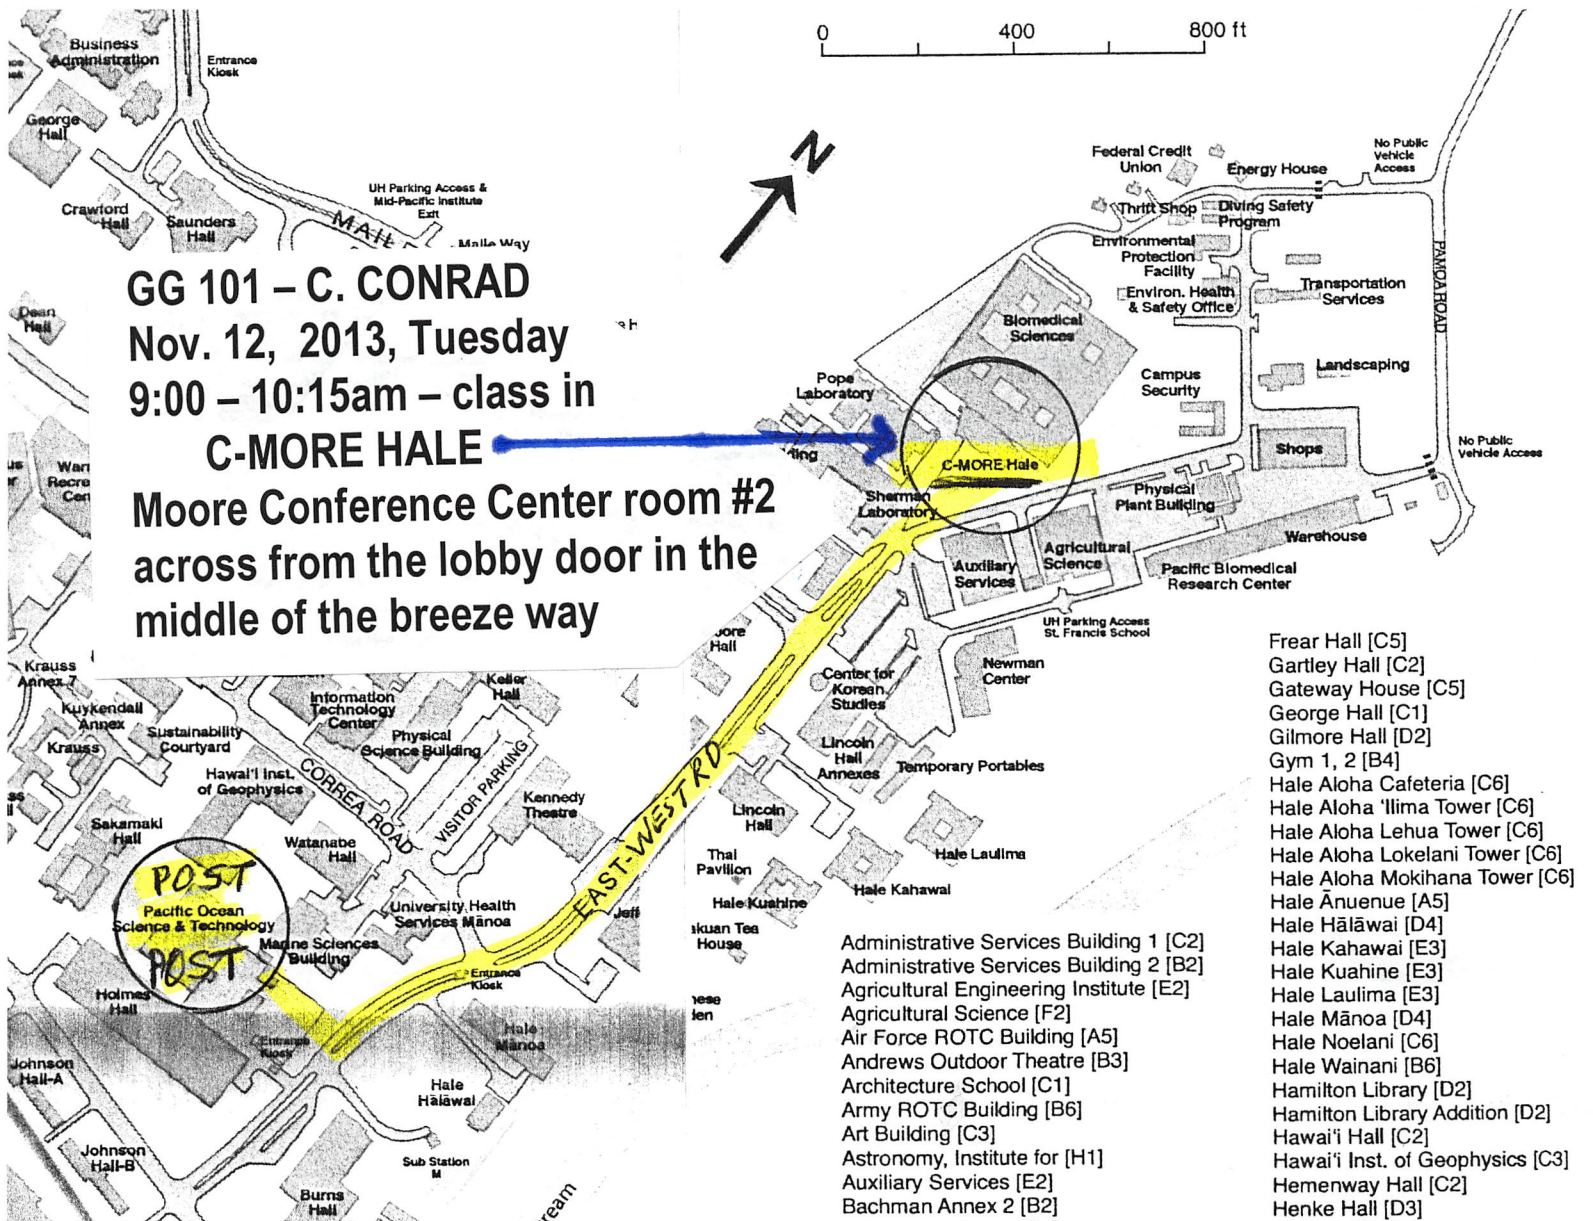 0 400 800 ft
Business
Administration
Entrance
Kiosk
George
Hall
N
Federal Credit
Union
Energy House
No Public
Vehicle
Access
UH Parking Access &
Mid-Pacific Institute
Exit
Thrift Shop
Diving Safety
Program
Crawford
Hall
Saunders
Hall
MAILE
Maile Way
Environmental
Protection
Facility
PAMOA ROAD
Environ. Health
& Safety Office
Transportation
Services
Dean
Hall
Biomedical
Sciences
Landscaping
Campus
Security
Pope
Laboratory
GG 101 – C. CONRAD
Nov. 12, 2013, Tuesday
9:00 – 10:15am – class in
C-MORE HALE
Moore Conference Center room #2
across from the lobby door in the
middle of the breeze way
C-MORE Hale
Shops
No Public
Vehicle Access
Sherman
Laboratory
Physical
Plant Building
Warehouse
Auxiliary
Services
Agricultural
Science
Pacific Biomedical
Research Center
UH Parking Access
St. Francis School
Newman
Center
Center for
Korean
Studies
Krauss
Annex 7
Kuykendall
Annex
Krauss
Sustainability
Courtyard
Information
Technology
Center
Keller
Hall
Physical
Science Building
Hawai'i Inst.
of Geophysics
CORREA ROAD
VISITOR PARKING
Kennedy
Theatre
Lincoln
Hall
Annexes
Temporary Portables
Lincoln
Hall
EAST-WEST RD
Sakamaki
Hall
Watanabe
Hall
Thai
Pavilion
Hale Laulima
Hale Kahawai
Hale Kuahine
POST
Pacific Ocean
Science & Technology
POST
University Health
Services Mānoa
Marine Sciences
Building
Entrance
Kiosk
Holmes
Hall
Entrance
Kiosk
Hale
Mānoa
Johnson
Hall-A
Hale
Hālāwai
Johnson
Hall-B
Sub Station
M
Burns
Hall
Administrative Services Building 1 [C2]
Administrative Services Building 2 [B2]
Agricultural Engineering Institute [E2]
Agricultural Science [F2]
Air Force ROTC Building [A5]
Andrews Outdoor Theatre [B3]
Architecture School [C1]
Army ROTC Building [B6]
Art Building [C3]
Astronomy, Institute for [H1]
Auxiliary Services [E2]
Bachman Annex 2 [B2]
Frear Hall [C5]
Gartley Hall [C2]
Gateway House [C5]
George Hall [C1]
Gilmore Hall [D2]
Gym 1, 2 [B4]
Hale Aloha Cafeteria [C6]
Hale Aloha 'Ilima Tower [C6]
Hale Aloha Lehua Tower [C6]
Hale Aloha Lokelani Tower [C6]
Hale Aloha Mokihana Tower [C6]
Hale Ānuenue [A5]
Hale Hālāwai [D4]
Hale Kahawai [E3]
Hale Kuahine [E3]
Hale Laulima [E3]
Hale Mānoa [D4]
Hale Noelani [C6]
Hale Wainani [B6]
Hamilton Library [D2]
Hamilton Library Addition [D2]
Hawai'i Hall [C2]
Hawai'i Inst. of Geophysics [C3]
Hemenway Hall [C2]
Henke Hall [D3]